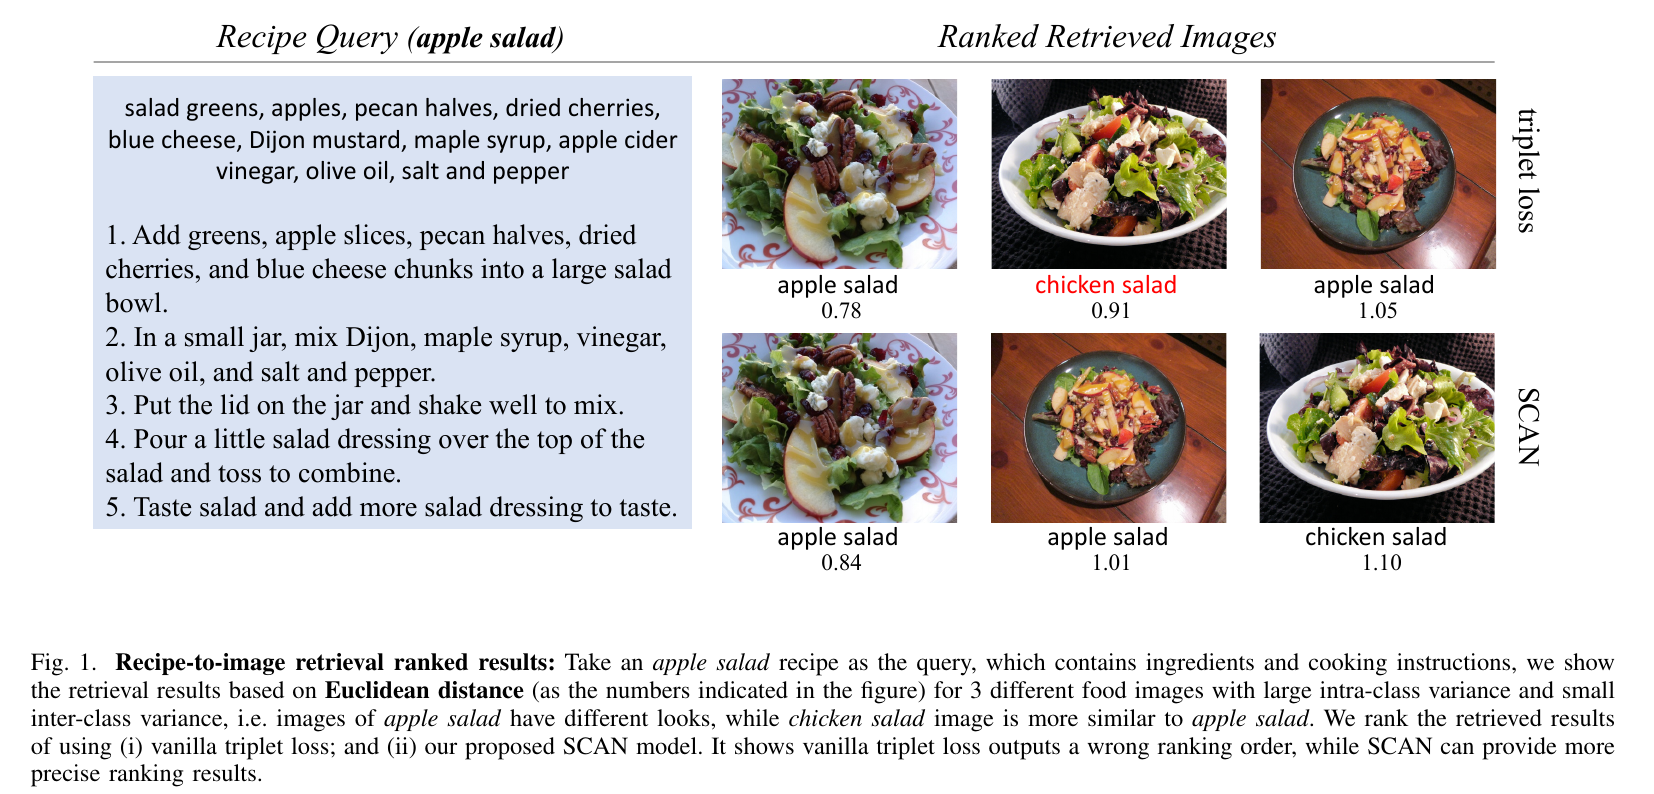 Recipe Query (apple salad)
Ranked Retrieved Images
salad greens, apples, pecan halves, dried cherries,
blue cheese, Dijon mustard, maple syrup, apple cider
vinegar, olive oil, salt and pepper
1. Add greens, apple slices, pecan halves, dried
cherries, and blue cheese chunks into a large salad
bowl.
2. In a small jar, mix Dijon, maple syrup, vinegar,
olive oil, and salt and pepper.
3. Put the lid on the jar and shake well to mix.
4. Pour a little salad dressing over the top of the
salad and toss to combine.
5. Taste salad and add more salad dressing to taste.
apple salad
0.78
chicken salad
0.91
apple salad
1.05
triplet loss
apple salad
0.84
apple salad
1.01
chicken salad
1.10
SCAN
Fig. 1. Recipe-to-image retrieval ranked results: Take an apple salad recipe as the query, which contains ingredients and cooking instructions, we show
the retrieval results based on Euclidean distance (as the numbers indicated in the figure) for 3 different food images with large intra-class variance and small
inter-class variance, i.e. images of apple salad have different looks, while chicken salad image is more similar to apple salad. We rank the retrieved results
of using (i) vanilla triplet loss; and (ii) our proposed SCAN model. It shows vanilla triplet loss outputs a wrong ranking order, while SCAN can provide more
precise ranking results.